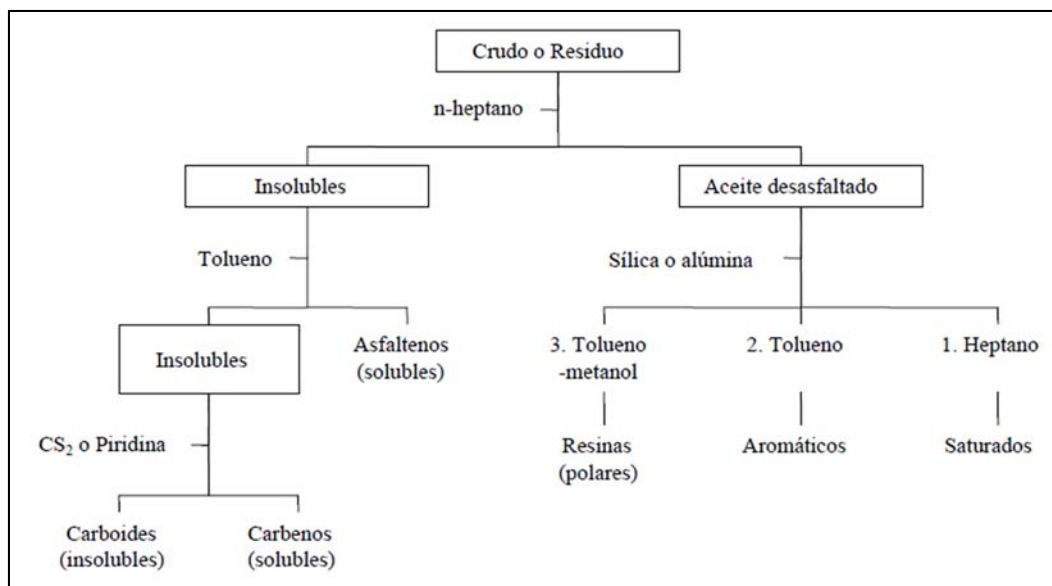 Crudo o Residuo
n-heptano
Insolubles
Aceite desasfaltado
Tolueno
Sílica o alúmina
Insolubles
Asfaltenos
(solubles)
3. Tolueno
-metanol
2. Tolueno
1. Heptano
CS₂ o Piridina
Resinas
(polares)
Aromáticos
Saturados
Carboides
(insolubles)
Carbenos
(solubles)